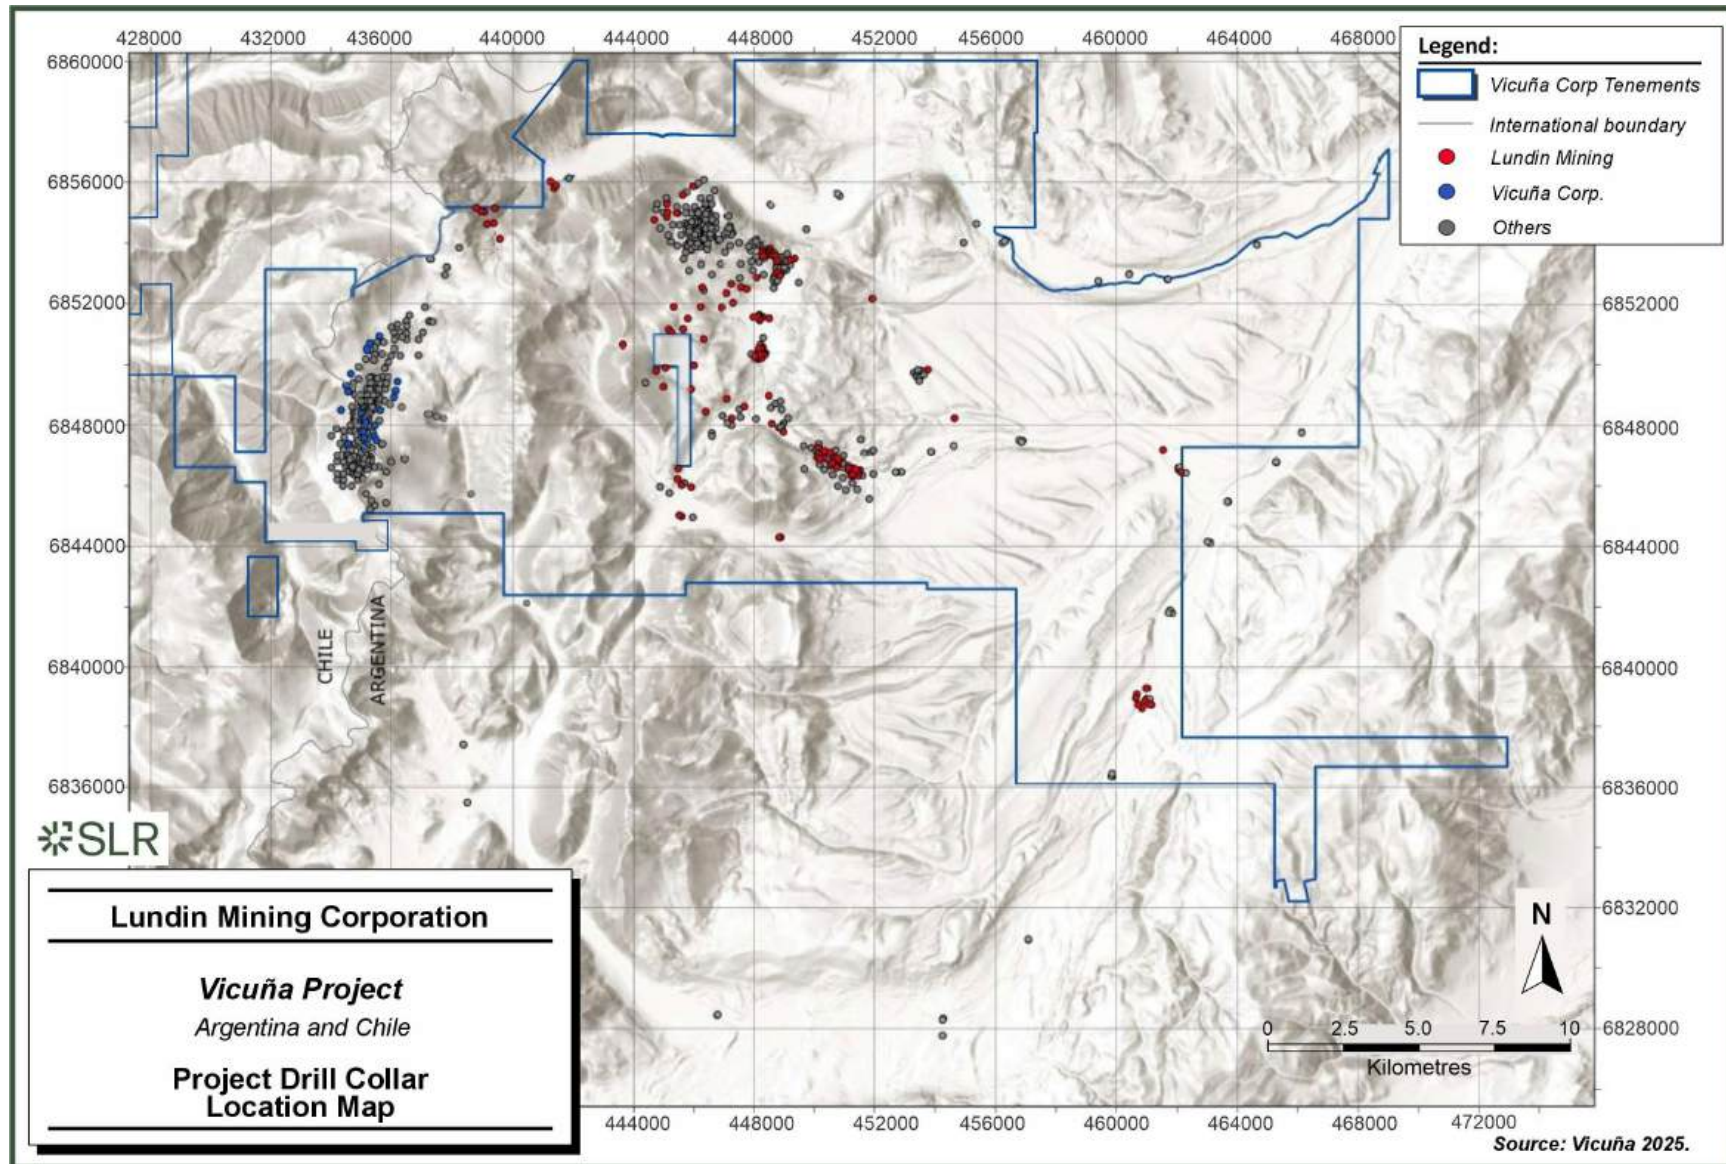 428000 432000 436000 440000 444000 448000 452000 456000 460000 464000 468000
Legend:
Vicuña Corp Tenements
International boundary
Lundin Mining
Vicuña Corp.
Others
6860000
6856000
6852000 6852000
6848000 6848000
6844000 6844000
CHILE
ARGENTINA
6840000 6840000
6836000 6836000
SLR
6832000
N
6828000
0 2.5 5.0 7.5 10
Kilometres
Lundin Mining Corporation
Vicuña Project
Argentina and Chile
Project Drill Collar
Location Map
444000 448000 452000 456000 460000 464000 468000 472000
Source: Vicuña 2025.